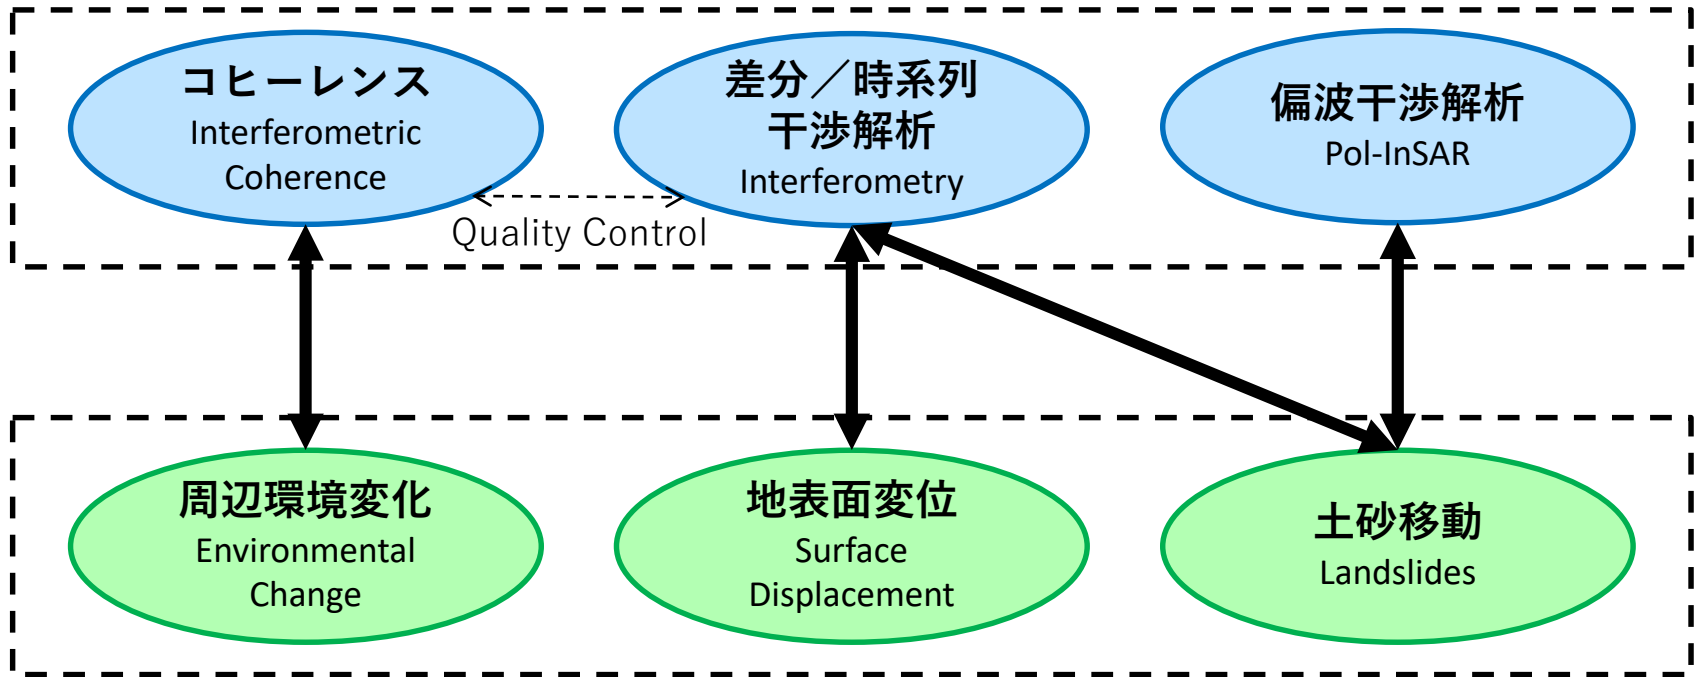 コヒーレンス
Interferometric
Coherence
差分／時系列
干渉解析
Interferometry
偏波干渉解析
Pol-InSAR
Quality Control
周辺環境変化
Environmental
Change
地表面変位
Surface
Displacement
土砂移動
Landslides